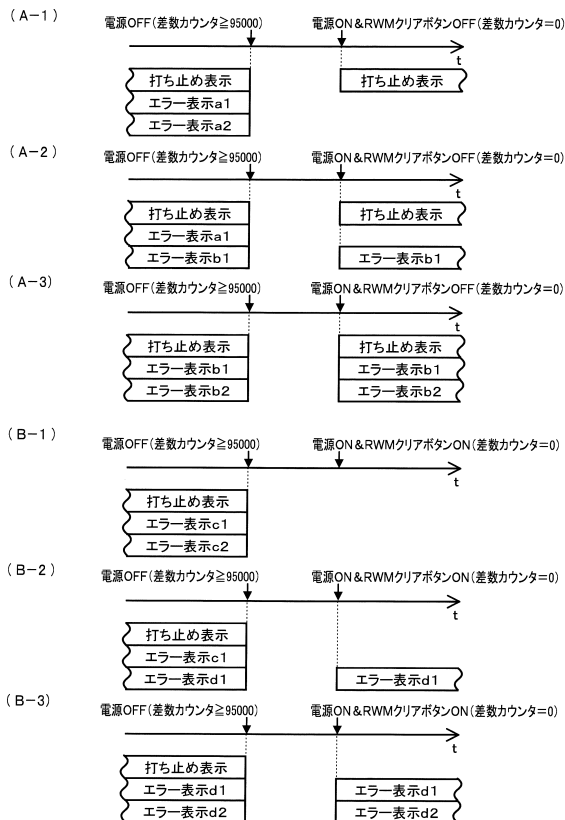 (A-1)
電源OFF(差数カウンタ≧95000) 電源ON&RWMクリアボタンOFF(差数カウンタ=0)
t
打ち止め表示 打ち止め表示
エラー表示a1
エラー表示a2
(A-2)
電源OFF(差数カウンタ≧95000) 電源ON&RWMクリアボタンOFF(差数カウンタ=0)
t
打ち止め表示 打ち止め表示
エラー表示a1
エラー表示b1 エラー表示b1
(A-3)
電源OFF(差数カウンタ≧95000) 電源ON&RWMクリアボタンOFF(差数カウンタ=0)
t
打ち止め表示 打ち止め表示
エラー表示b1 エラー表示b1
エラー表示b2 エラー表示b2
(B-1)
電源OFF(差数カウンタ≧95000) 電源ON&RWMクリアボタンON(差数カウンタ=0)
t
打ち止め表示
エラー表示c1
エラー表示c2
(B-2)
電源OFF(差数カウンタ≧95000) 電源ON&RWMクリアボタンON(差数カウンタ=0)
t
打ち止め表示
エラー表示c1
エラー表示d1 エラー表示d1
(B-3)
電源OFF(差数カウンタ≧95000) 電源ON&RWMクリアボタンON(差数カウンタ=0)
t
打ち止め表示
エラー表示d1 エラー表示d1
エラー表示d2 エラー表示d2